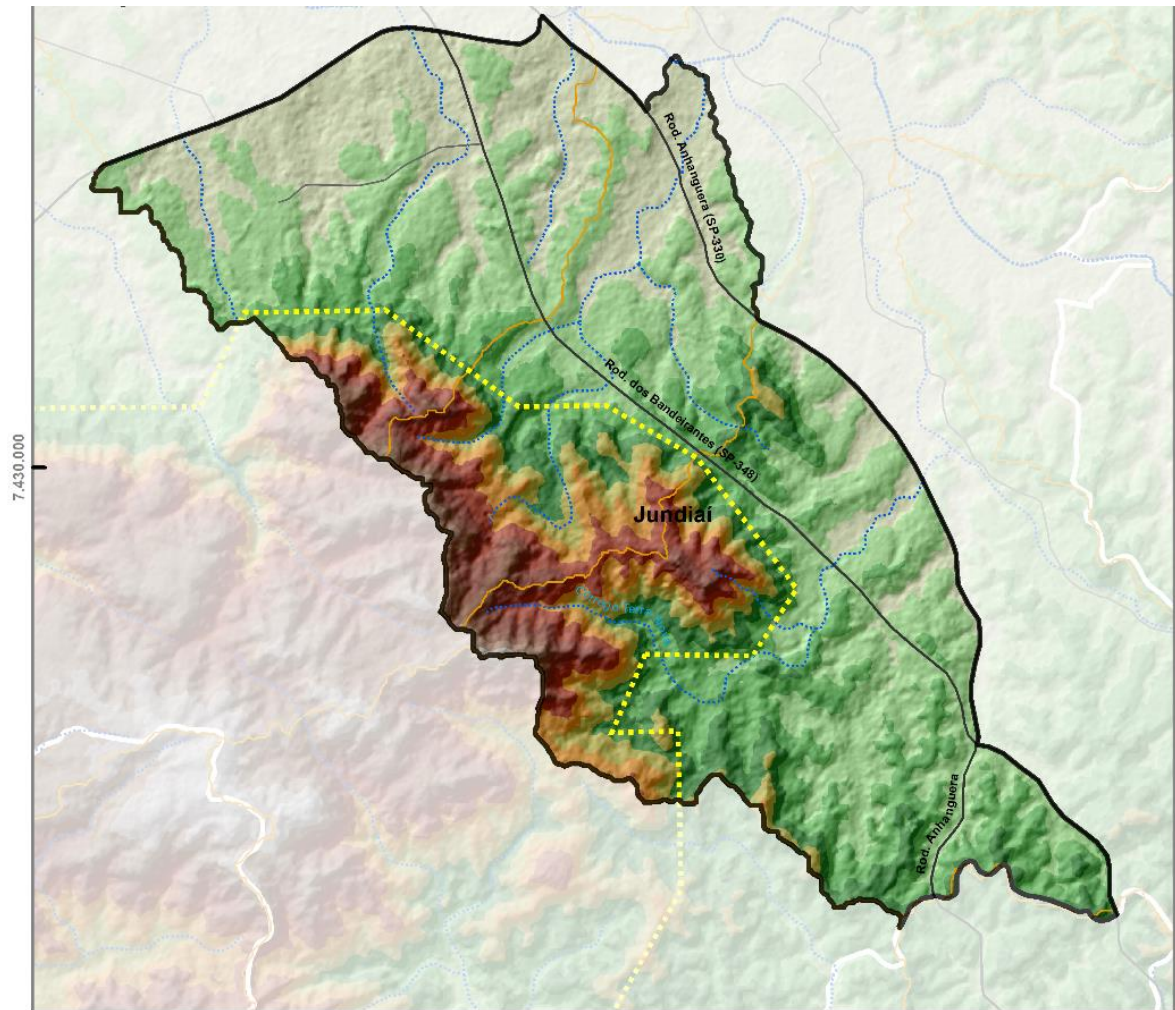 Rod. Anhanguera (SP-330)
Rod. dos Bandeirantes (SP-348)
7.430.000
Jundiaí
Rod. Anhanguera